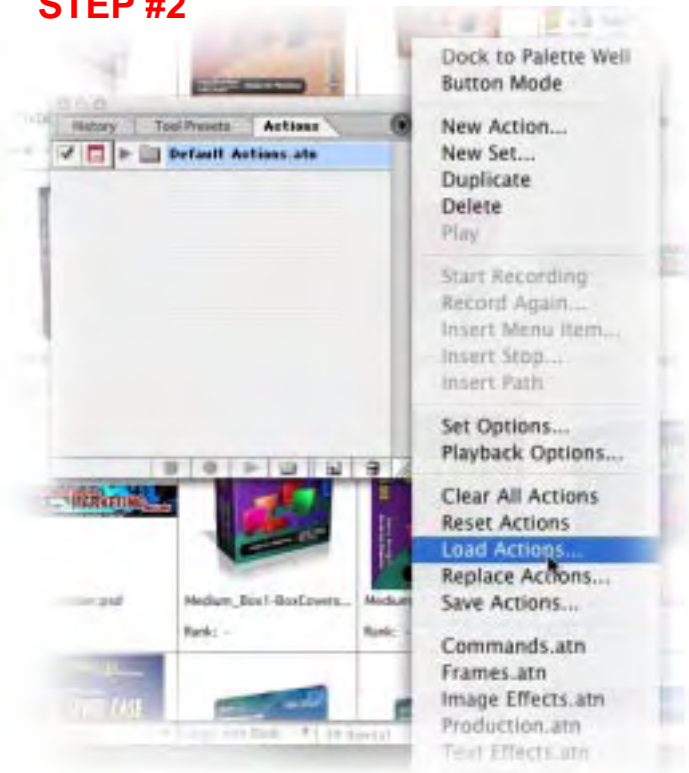 STEP #2
Dock to Palette Well
Button Mode
History Tool Presets Actions
Default Actions.atn
New Action...
New Set...
Duplicate
Delete
Play
Start Recording
Record Again...
Insert Menu Item...
Insert Stop...
Insert Path
Set Options...
Playback Options...
Clear All Actions
Reset Actions
Load Actions...
Replace Actions...
Save Actions...
Medium_Box1-BoxCovers...
Rank: -
Rank: -
Commands.atn
Frames.atn
Image Effects.atn
Production.atn
Text Effects.atn